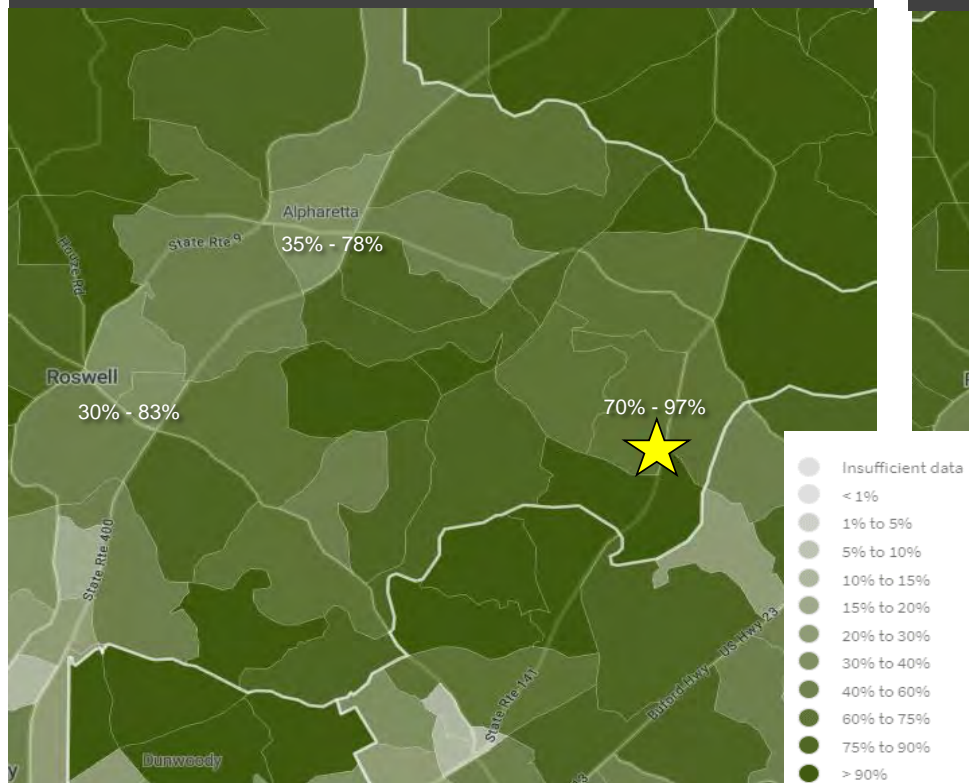 Alpharetta
35% - 78%
State Rte 9
Houze Rd
Roswell
30% - 83%
70% - 97%
State Rte 400
State Rte 141
Buford Hwy
US Hwy 23
Dunwoody
Insufficient data
< 1%
1% to 5%
5% to 10%
10% to 15%
15% to 20%
20% to 30%
30% to 40%
40% to 60%
60% to 75%
75% to 90%
> 90%